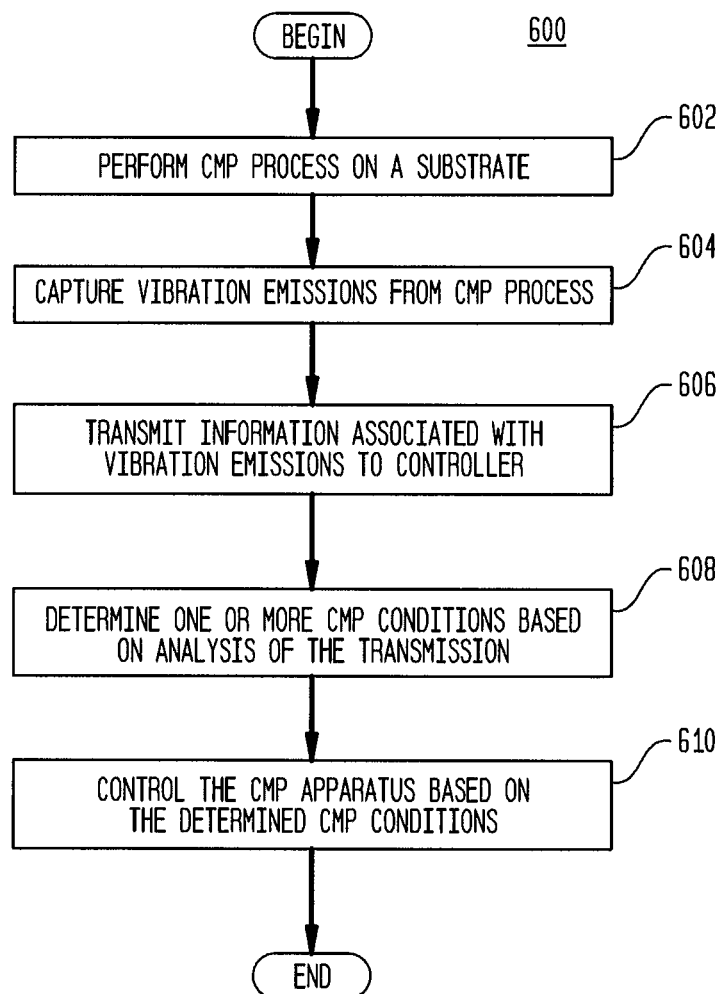 BEGIN
600
602
PERFORM CMP PROCESS ON A SUBSTRATE
604
CAPTURE VIBRATION EMISSIONS FROM CMP PROCESS
606
TRANSMIT INFORMATION ASSOCIATED WITH
VIBRATION EMISSIONS TO CONTROLLER
608
DETERMINE ONE OR MORE CMP CONDITIONS BASED
ON ANALYSIS OF THE TRANSMISSION
610
CONTROL THE CMP APPARATUS BASED ON
THE DETERMINED CMP CONDITIONS
END